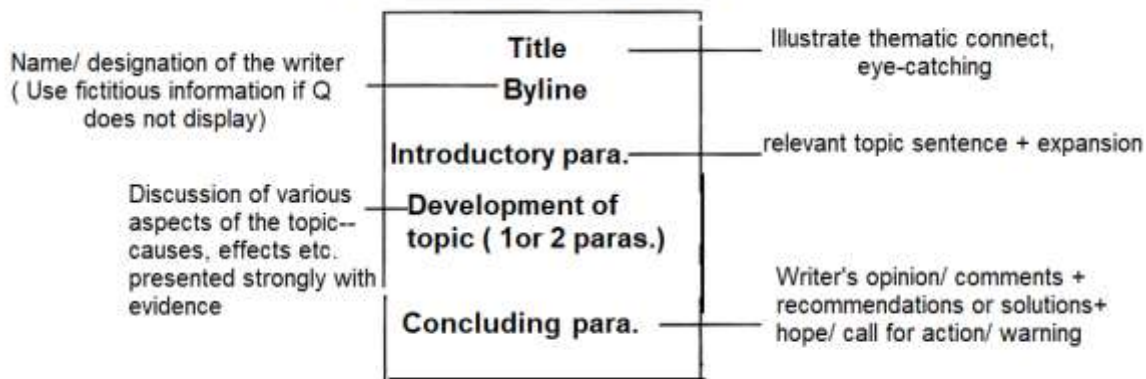 Title
Illustrate thematic connect,
eye-catching
Name/ designation of the writer
( Use fictitious information if Q
does not display)
Byline
Introductory para.
relevant topic sentence + expansion
Discussion of various
aspects of the topic--
causes, effects etc.
presented strongly with
evidence
Development of
topic ( 1or 2 paras.)
Concluding para.
Writer's opinion/ comments +
recommendations or solutions+
hope/ call for action/ warning